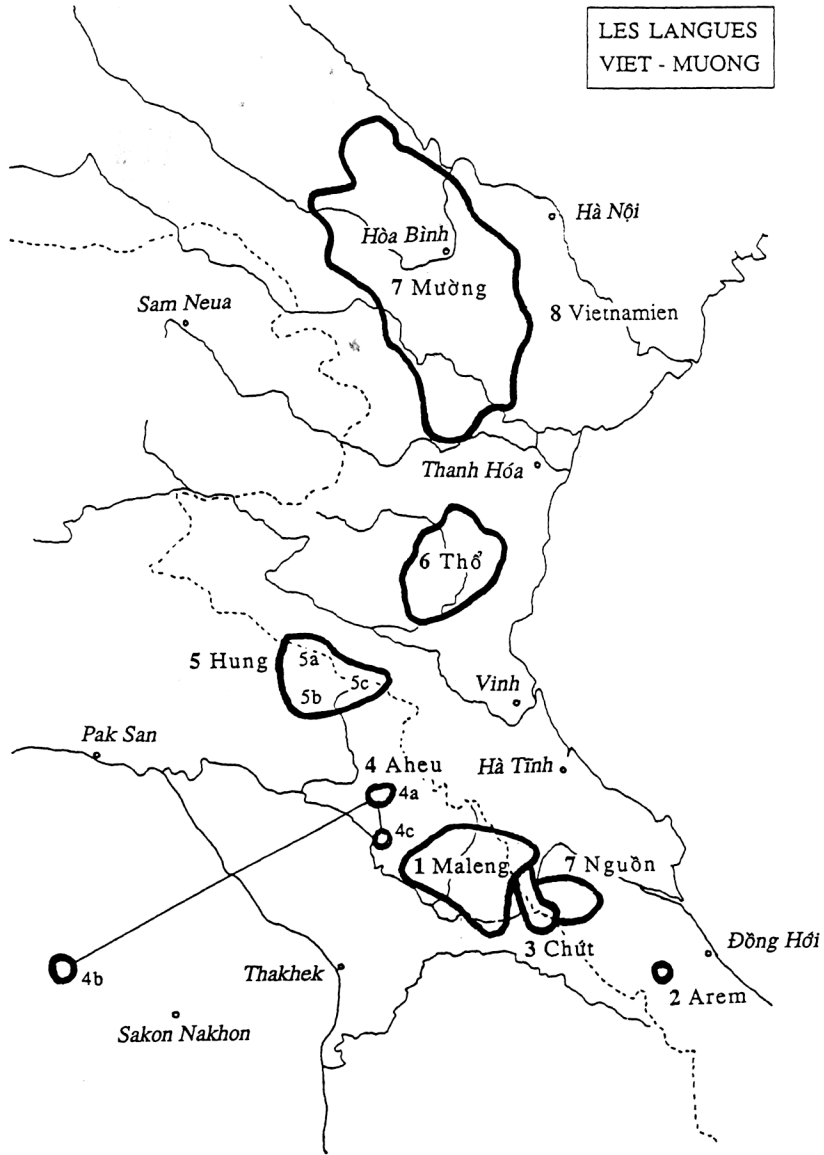 LES LANGUES
VIET - MUONG
Hà Nội
Hòa Bình
7 Mường
Sam Neua
8 Vietnamien
Thanh Hóa
6 Thổ
5 Hung
5a
5c
5b
Vinh
Pak San
4 Aheu
Hà Tĩnh
4a
4c
1 Maleng
7 Nguồn
3 Chứt
Đồng Hới
4b
Thakhek
2 Arem
Sakon Nakhon